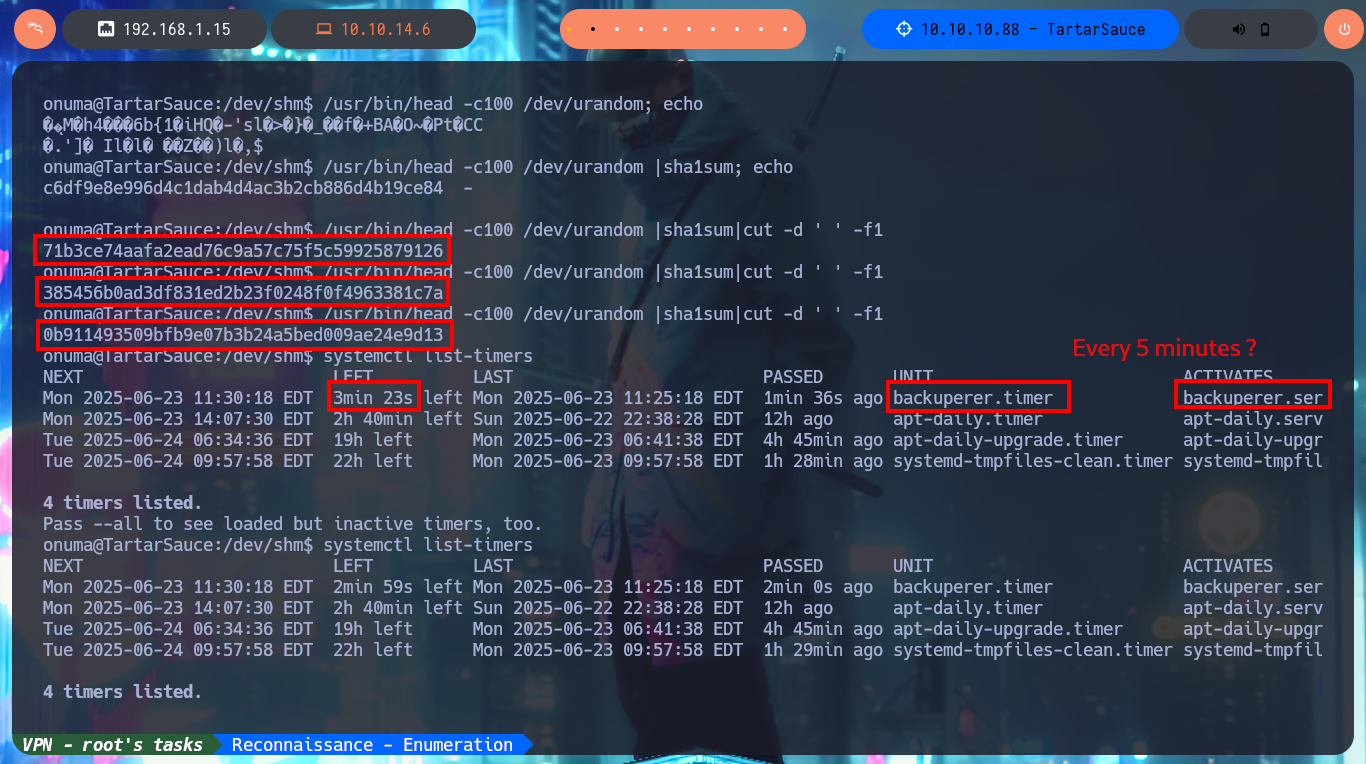 192.168.1.15
10.10.14.6
10.10.10.88 - TartarSauce
onuma@TartarSauce:/dev/shm$ /usr/bin/head -c100 /dev/urandom; echo
onuma@TartarSauce:/dev/shm$ /usr/bin/head -c100 /dev/urandom |sha1sum; echo
c6df9e8e996d4c1dab4d4ac3b2cb886d4b19ce84  -
onuma@TartarSauce:/dev/shm$ /usr/bin/head -c100 /dev/urandom |sha1sum|cut -d ' ' -f1
71b3ce74aafa2ead76c9a57c75f5c59925879126
onuma@TartarSauce:/dev/shm$ /usr/bin/head -c100 /dev/urandom |sha1sum|cut -d ' ' -f1
385456b0ad3df831ed2b23f0248f0f4963381c7a
onuma@TartarSauce:/dev/shm$ /usr/bin/head -c100 /dev/urandom |sha1sum|cut -d ' ' -f1
0b911493509bfb9e07b3b24a5bed009ae24e9d13
onuma@TartarSauce:/dev/shm$ systemctl list-timers
Every 5 minutes ?
NEXT LEFT LAST PASSED UNIT ACTIVATES
Mon 2025-06-23 11:30:18 EDT 3min 23s left Mon 2025-06-23 11:25:18 EDT 1min 36s ago backuperer.timer backuperer.ser
Mon 2025-06-23 14:07:30 EDT 2h 40min left Sun 2025-06-22 22:38:28 EDT 12h ago apt-daily.timer apt-daily.serv
Tue 2025-06-24 06:34:36 EDT 19h left Mon 2025-06-23 06:41:38 EDT 4h 45min ago apt-daily-upgrade.timer apt-daily-upgr
Tue 2025-06-24 09:57:58 EDT 22h left Mon 2025-06-23 09:57:58 EDT 1h 28min ago systemd-tmpfiles-clean.timer systemd-tmpfil
4 timers listed.
Pass --all to see loaded but inactive timers, too.
onuma@TartarSauce:/dev/shm$ systemctl list-timers
NEXT LEFT LAST PASSED UNIT ACTIVATES
Mon 2025-06-23 11:30:18 EDT 2min 59s left Mon 2025-06-23 11:25:18 EDT 2min 0s ago backuperer.timer backuperer.ser
Mon 2025-06-23 14:07:30 EDT 2h 40min left Sun 2025-06-22 22:38:28 EDT 12h ago apt-daily.timer apt-daily.serv
Tue 2025-06-24 06:34:36 EDT 19h left Mon 2025-06-23 06:41:38 EDT 4h 45min ago apt-daily-upgrade.timer apt-daily-upgr
Tue 2025-06-24 09:57:58 EDT 22h left Mon 2025-06-23 09:57:58 EDT 1h 29min ago systemd-tmpfiles-clean.timer systemd-tmpfil
4 timers listed.
VPN - root's tasks Reconnaissance - Enumeration